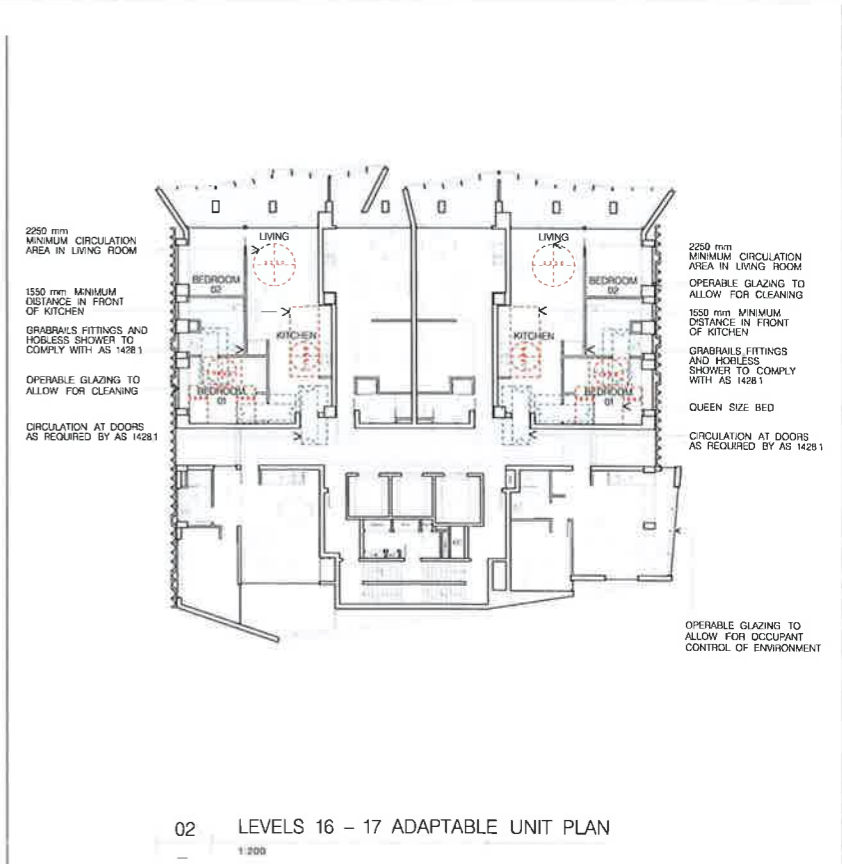 2250 mm
MINIMUM CIRCULATION
AREA IN LIVING ROOM
1550 mm MINIMUM
DISTANCE IN FRONT
OF KITCHEN
GRABRAILS FITTINGS AND
HOBLESS SHOWER TO
COMPLY WITH AS 1428.1
OPERABLE GLAZING TO
ALLOW FOR CLEANING
CIRCULATION AT DOORS
AS REQUIRED BY AS 1428.1
LIVING
BEDROOM
02
KITCHEN
BEDROOM
01
LIVING
BEDROOM
02
KITCHEN
BEDROOM
01
2250 mm
MINIMUM CIRCULATION
AREA IN LIVING ROOM
OPERABLE GLAZING TO
ALLOW FOR CLEANING
1550 mm MINIMUM
DISTANCE IN FRONT
OF KITCHEN
GRABRAILS FITTINGS
AND HOBLESS
SHOWER TO COMPLY
WITH AS 1428.1
QUEEN SIZE BED
CIRCULATION AT DOORS
AS REQUIRED BY AS 1428.1
OPERABLE GLAZING TO
ALLOW FOR OCCUPANT
CONTROL OF ENVIRONMENT
02 LEVELS 16 – 17 ADAPTABLE UNIT PLAN
1:200